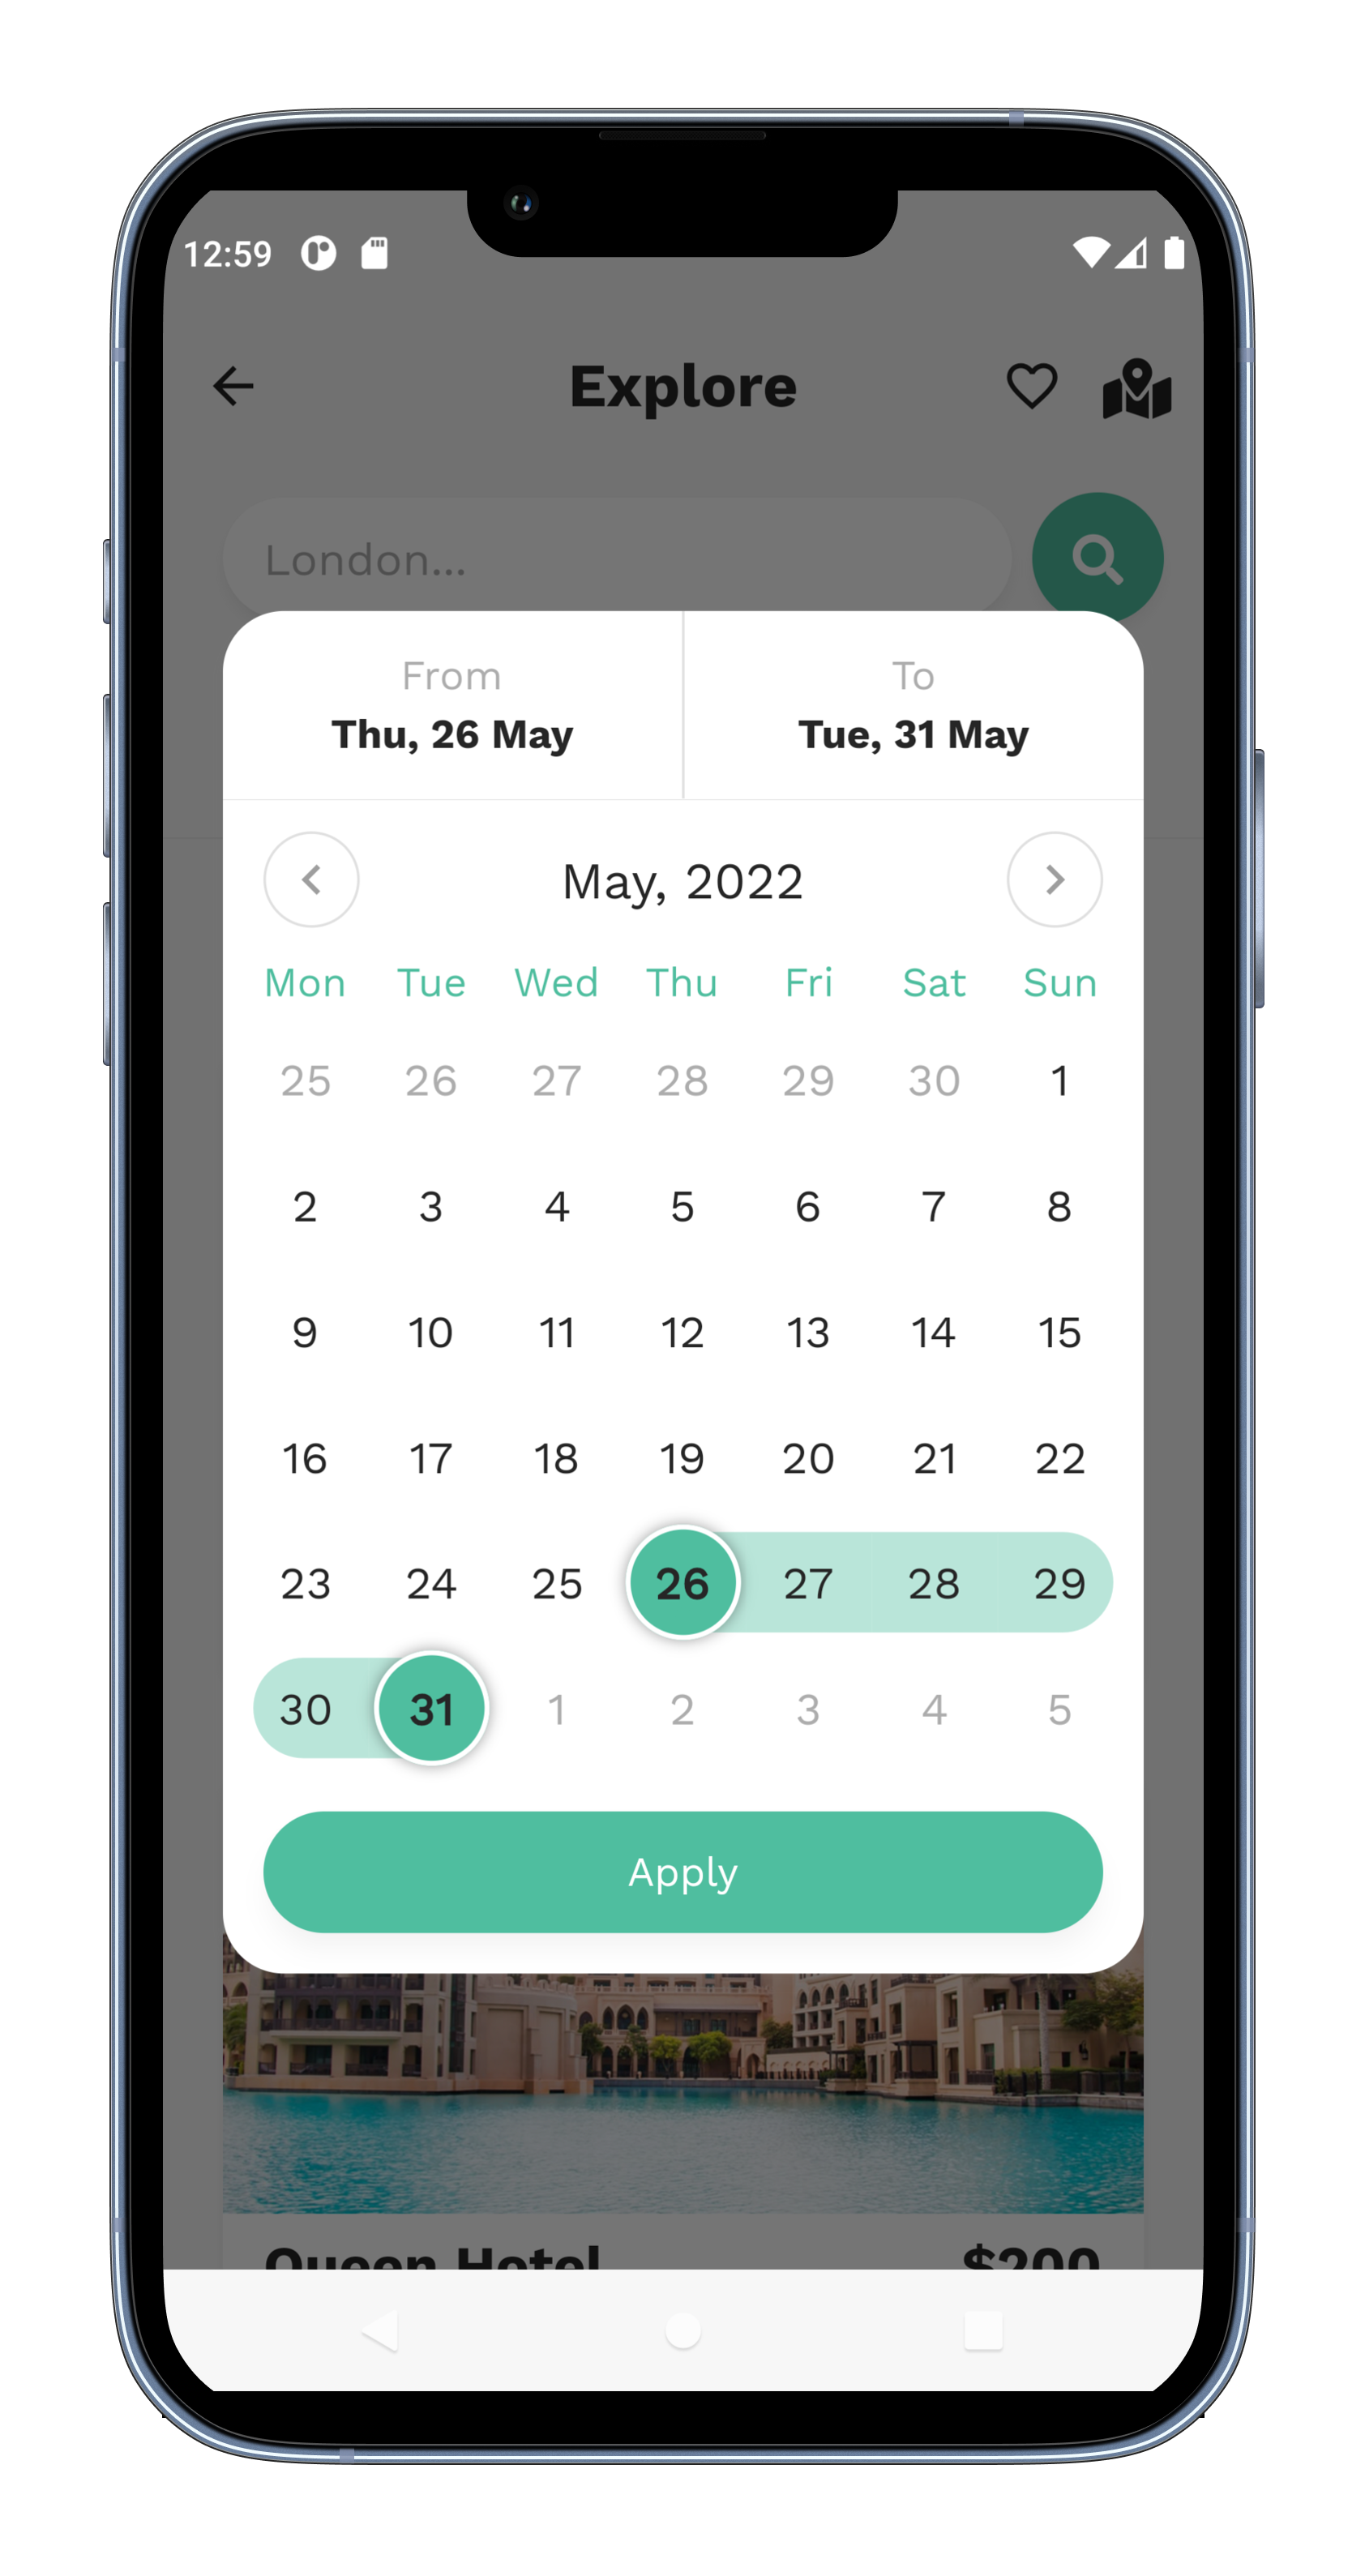 12:59
Explore
London...
From To
Thu, 26 May Tue, 31 May
May, 2022
Mon Tue Wed Thu Fri Sat Sun
25 26 27 28 29 30 1
2 3 4 5 6 7 8
9 10 11 12 13 14 15
16 17 18 19 20 21 22
23 24 25 26 27 28 29
30 31 1 2 3 4 5
Apply
Queen Hotel $200